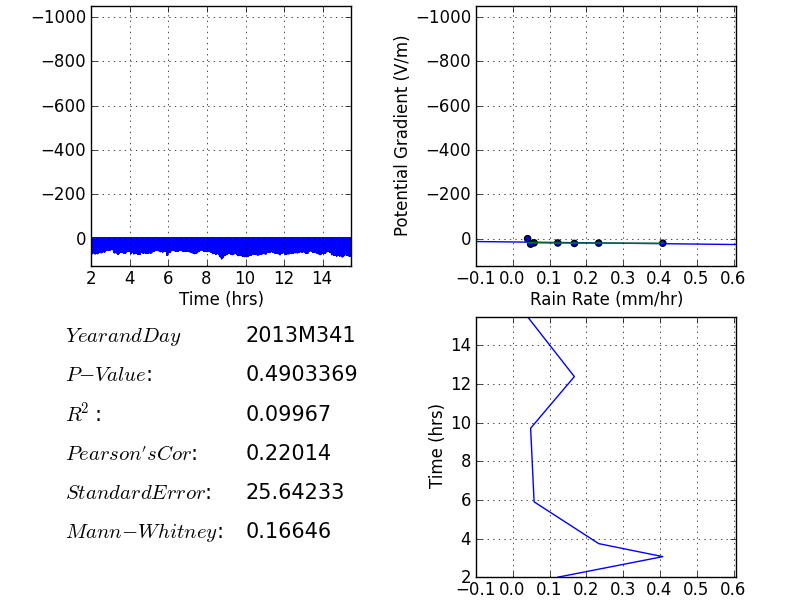 −1000
−800
−600
−400
−200
0
2 4 6 8 10 12 14
Time (hrs)
Potential Gradient (V/m)
−1000
−800
−600
−400
−200
0
−0.1 0.0 0.1 0.2 0.3 0.4 0.5 0.6
Rain Rate (mm/hr)
YearandDay 2013M341
P−Value: 0.4903369
R² : 0.09967
Pearson'sCor: 0.22014
StandardError: 25.64233
Mann−Whitney: 0.16646
Time (hrs)
14
12
10
8
6
4
2
−0.1 0.0 0.1 0.2 0.3 0.4 0.5 0.6